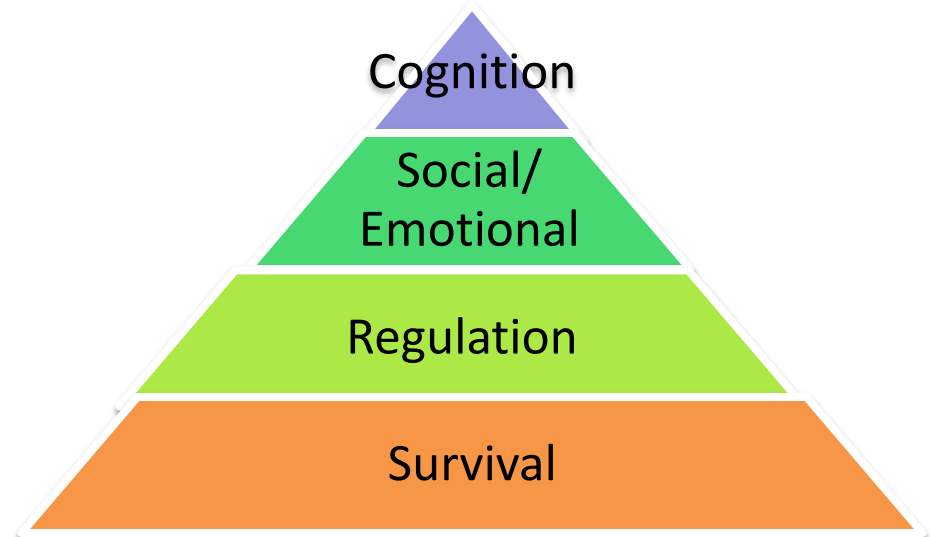 Cognition
Social/
Emotional
Regulation
Survival